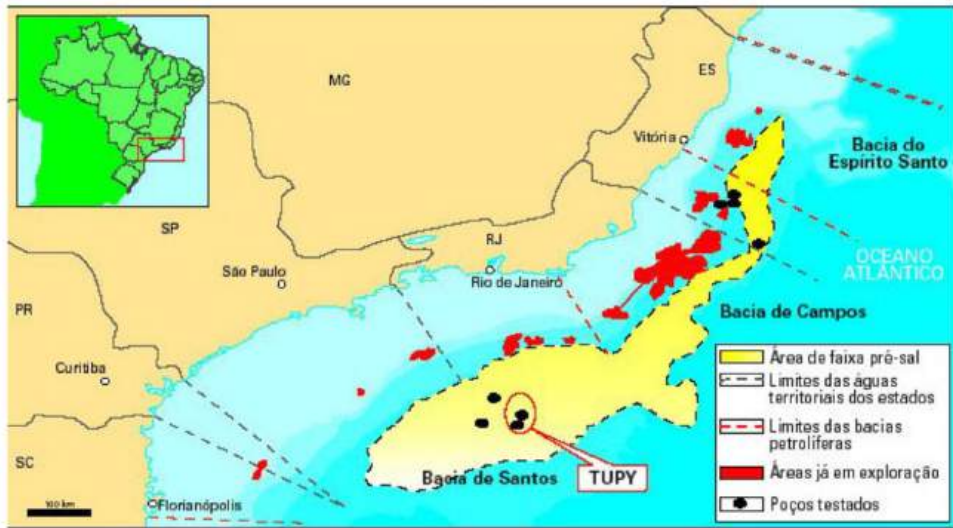 MG
ES
Vitória
Bacia do
Espírito Santo
SP
RJ
OCEANO
ATLÂNTICO
São Paulo
Rio de Janeiro
PR
Bacia de Campos
Curitiba
SC
Bacia de Santos
TUPY
Florianópolis
100 km
Área de faixa pré-sal
Limites das águas
territoriais dos estados
Limites das bacias
petrolíferas
Áreas já em exploração
Poços testados